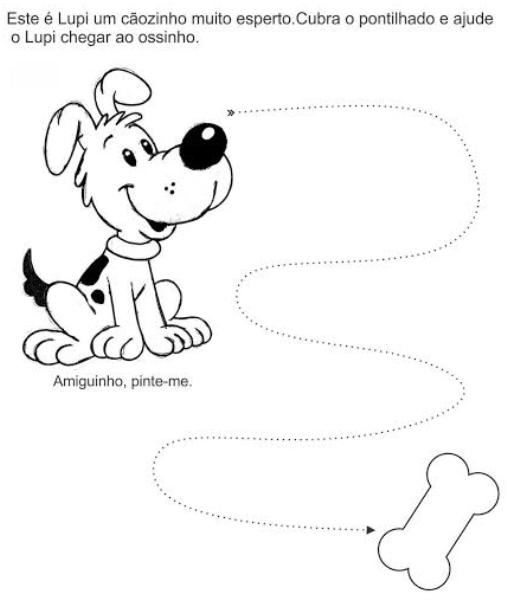 Este é Lupi um cãozinho muito esperto.Cubra o pontilhado e ajude
o Lupi chegar ao ossinho.
Amiguinho, pinte-me.